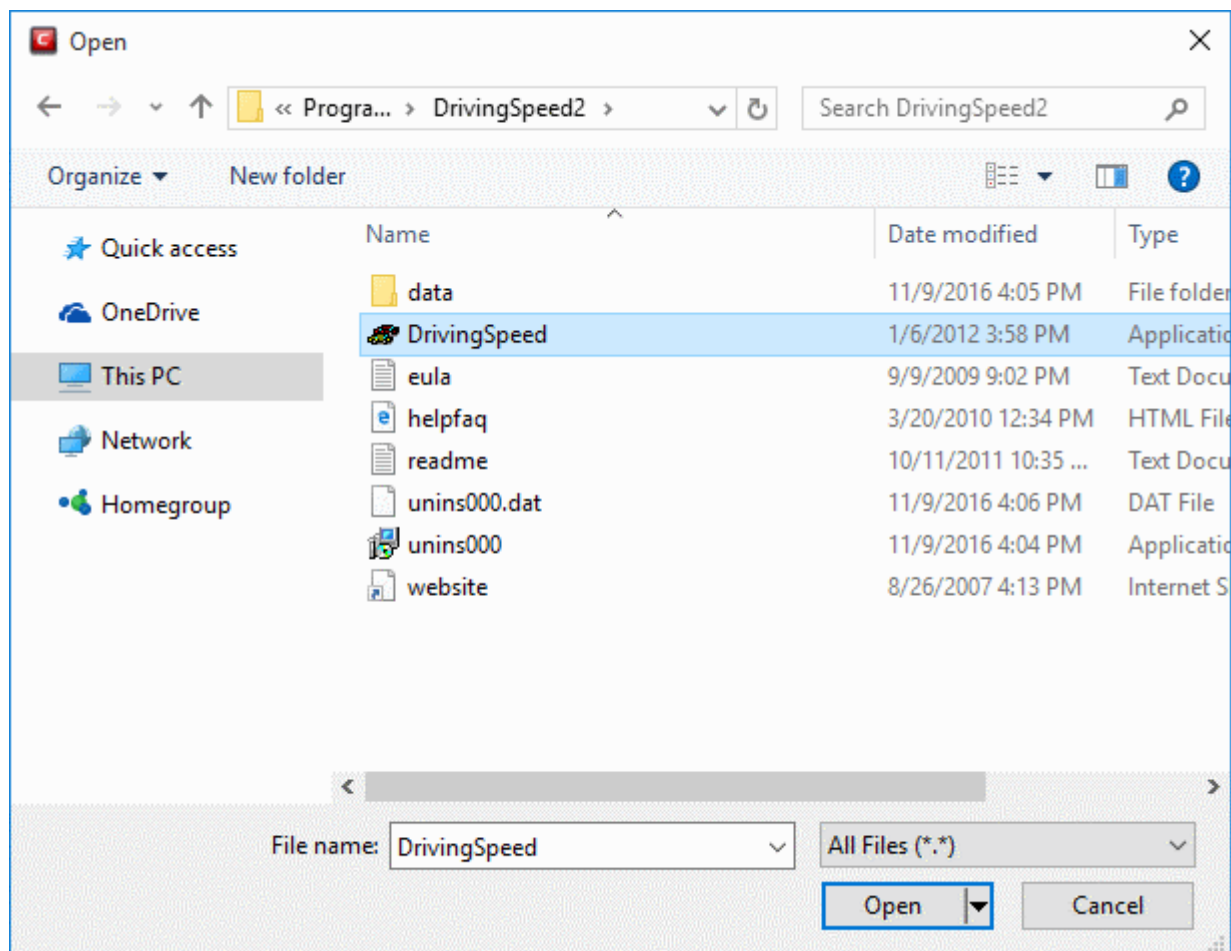 Open
« Progra... > DrivingSpeed2 >
Search DrivingSpeed2
Organize
New folder
Name Date modified Type
Quick access
OneDrive
This PC
Network
Homegroup
data 11/9/2016 4:05 PM File folder
DrivingSpeed 1/6/2012 3:58 PM Applicatio
eula 9/9/2009 9:02 PM Text Docu
helpfaq 3/20/2010 12:34 PM HTML File
readme 10/11/2011 10:35 ... Text Docu
unins000.dat 11/9/2016 4:06 PM DAT File
unins000 11/9/2016 4:04 PM Applicatio
website 8/26/2007 4:13 PM Internet S
File name: DrivingSpeed All Files (*.*)
Open Cancel